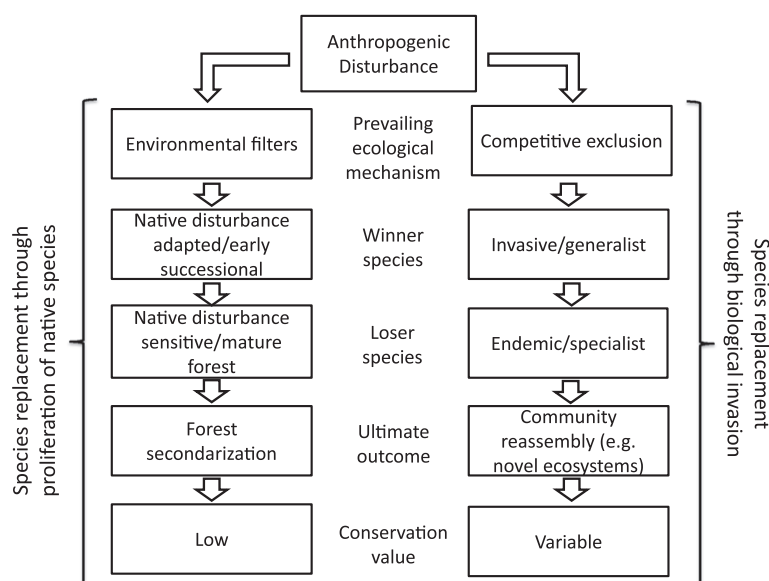 Anthropogenic
Disturbance
Environmental filters
Prevailing
ecological
mechanism
Competitive exclusion
Native disturbance
adapted/early
successional
Winner
species
Invasive/generalist
Native disturbance
sensitive/mature
forest
Loser
species
Endemic/specialist
Forest
secondarization
Ultimate
outcome
Community
reassembly (e.g.
novel ecosystems)
Low
Conservation
value
Variable
Species replacement through
proliferation of native species
Species replacement
through biological invasion